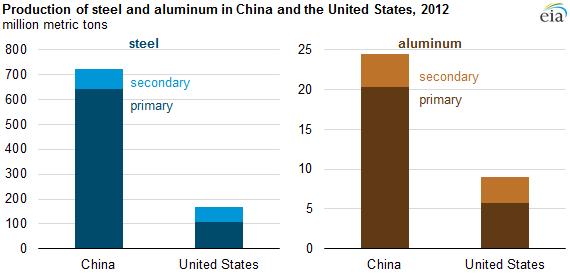 Production of steel and aluminum in China and the United States, 2012
million metric tons
eia
steel
800
700
600
500
400
300
200
100
0
secondary
primary
China
United States
aluminum
25
20
15
10
5
0
secondary
primary
China
United States